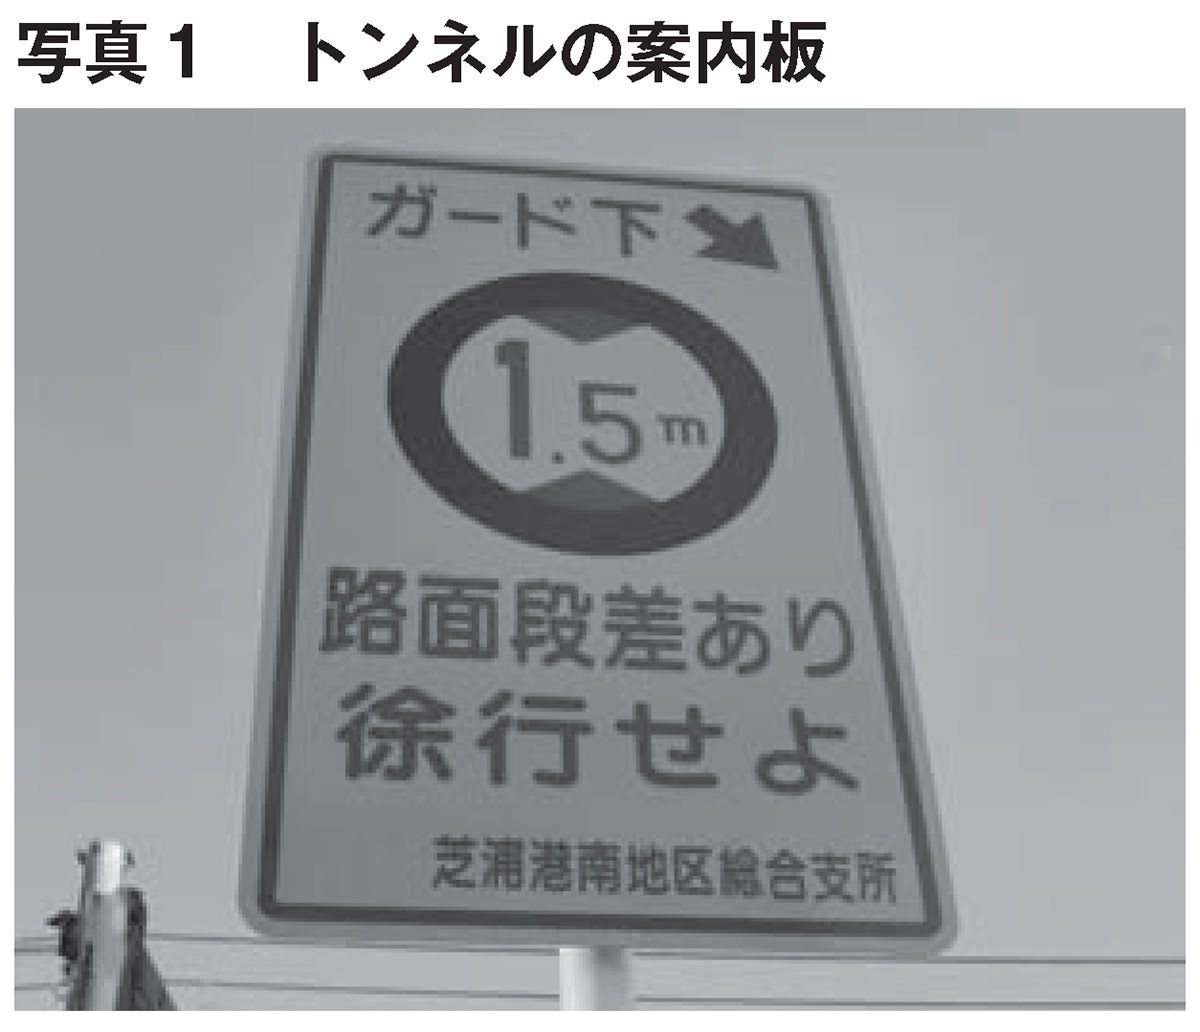 写真1　トンネルの案内板
ガード下
1.5m
路面段差あり
徐行せよ
芝浦港南地区総合支所